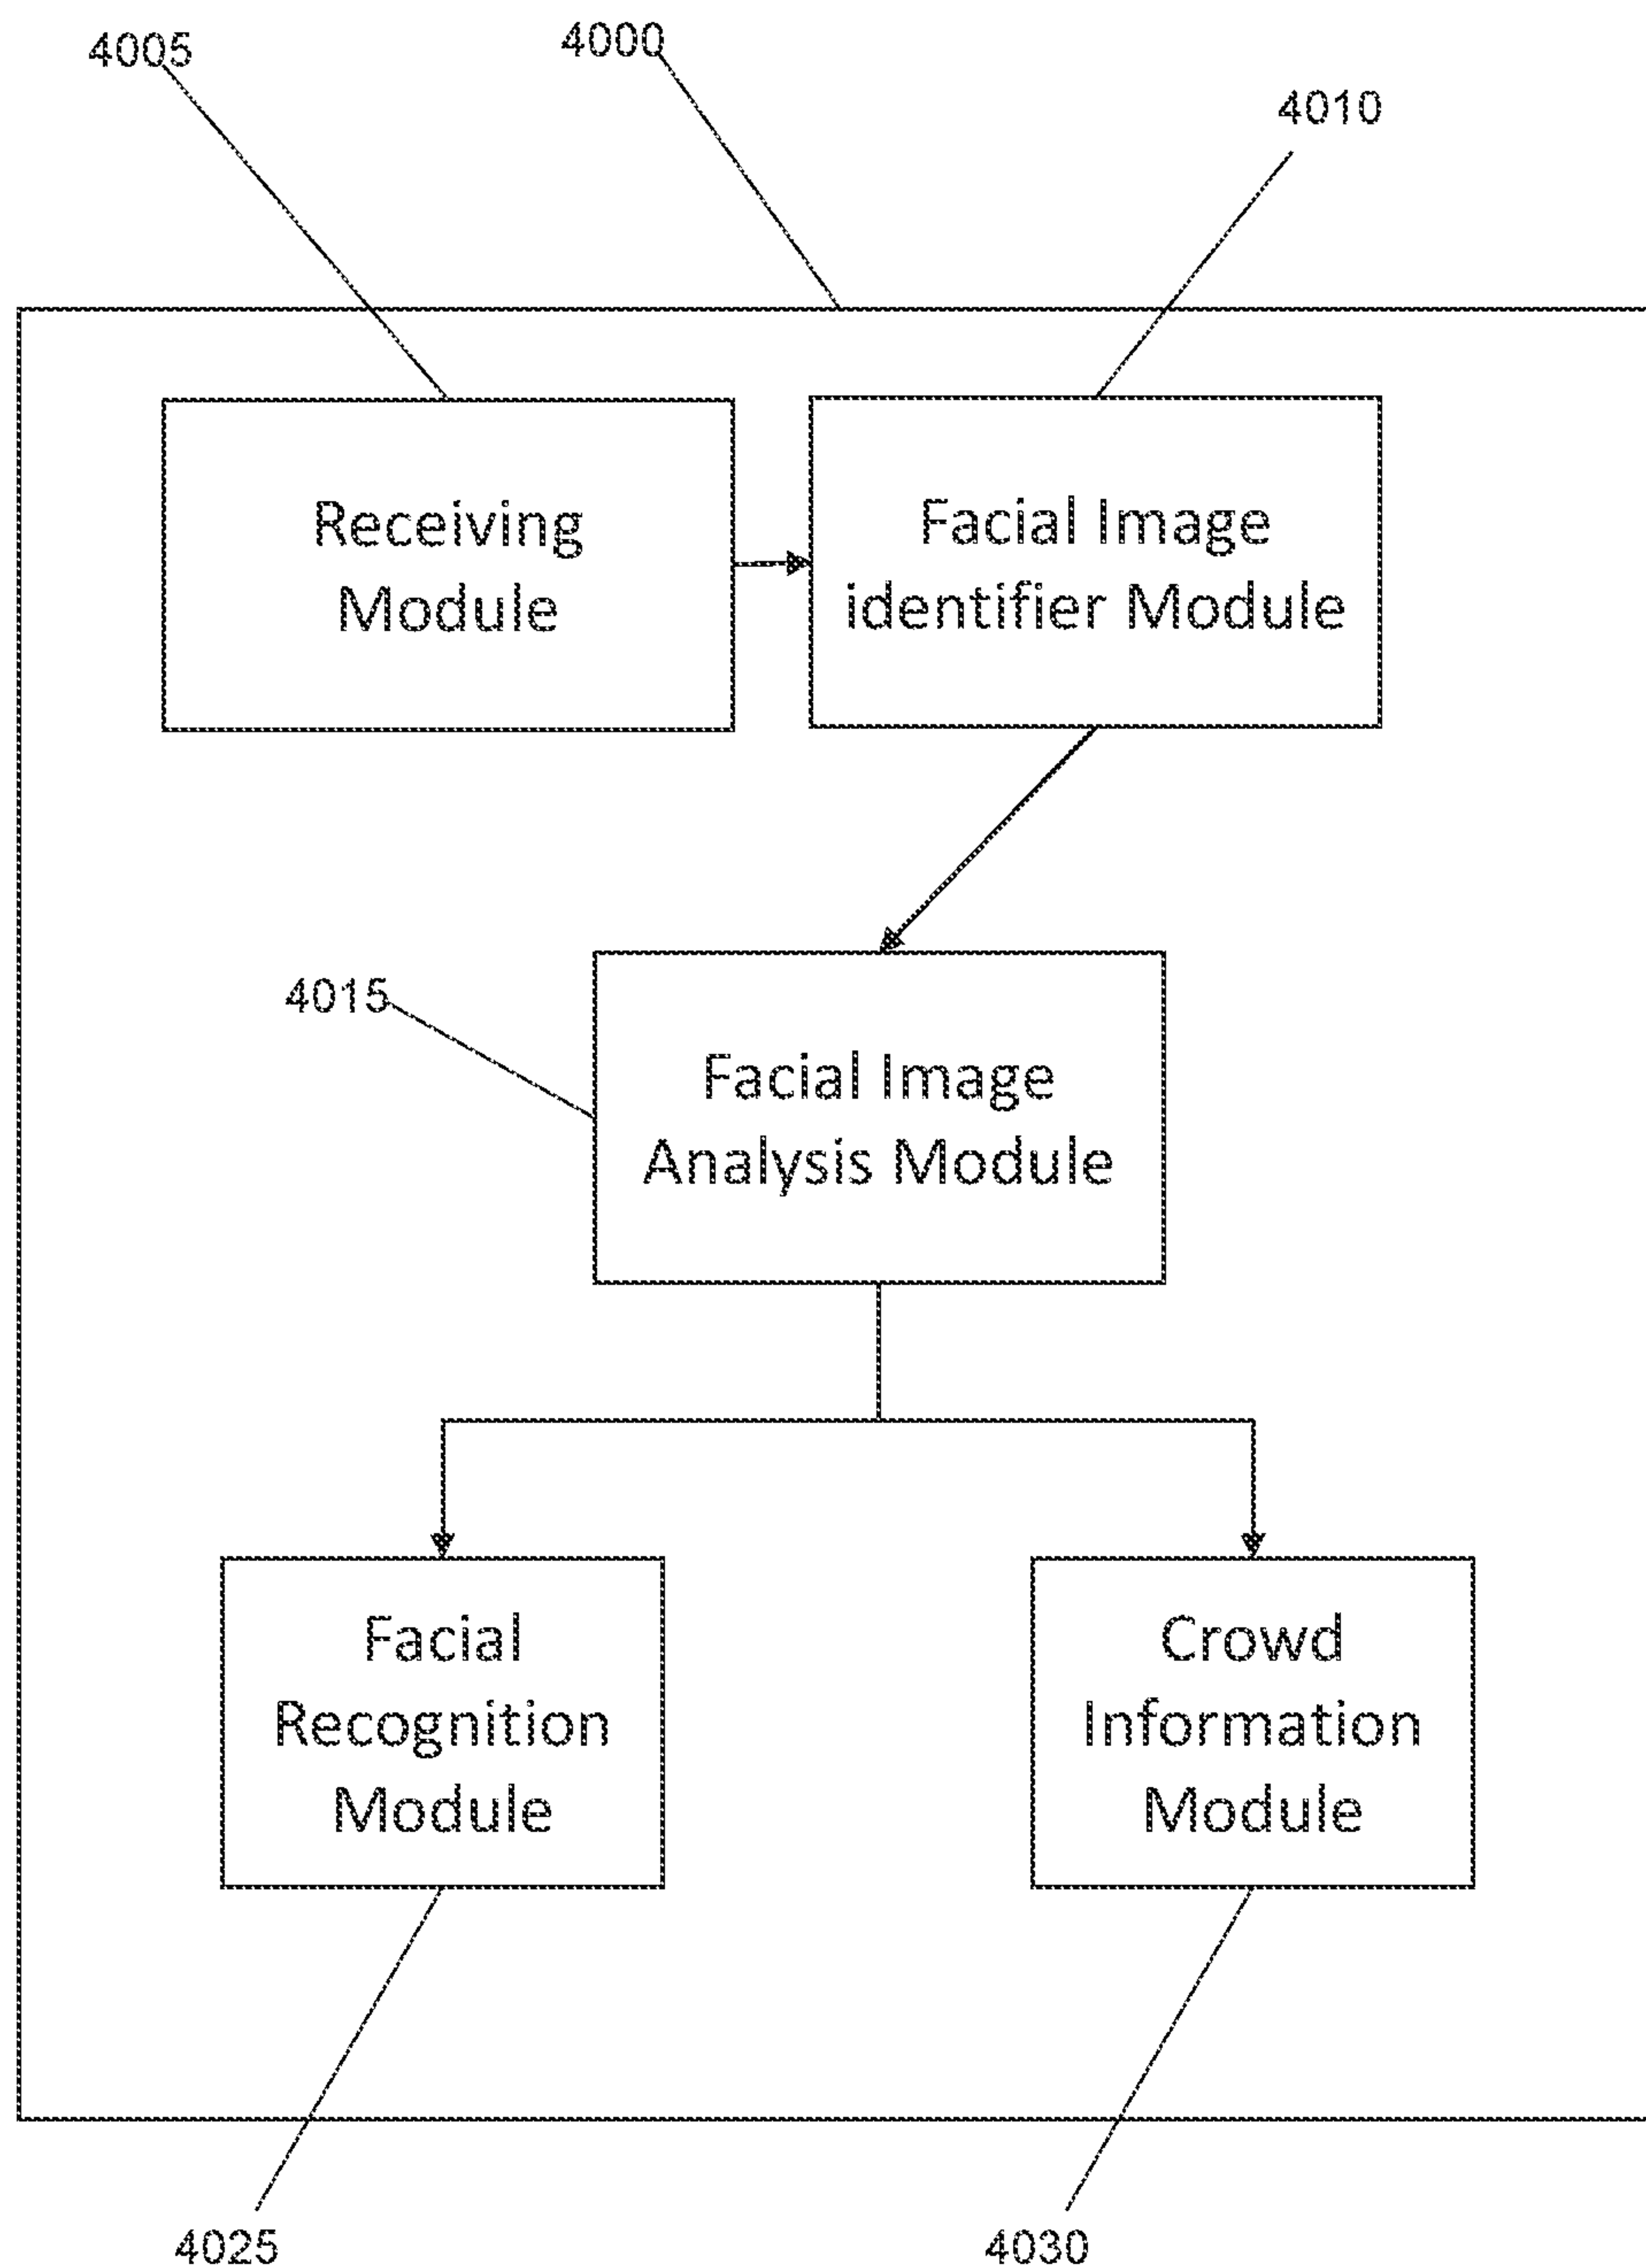 4005
4000
4010
Receiving
Module
Facial Image
identifier Module
4015
Facial Image
Analysis Module
Facial
Recognition
Module
Crowd
Information
Module
4025
4030